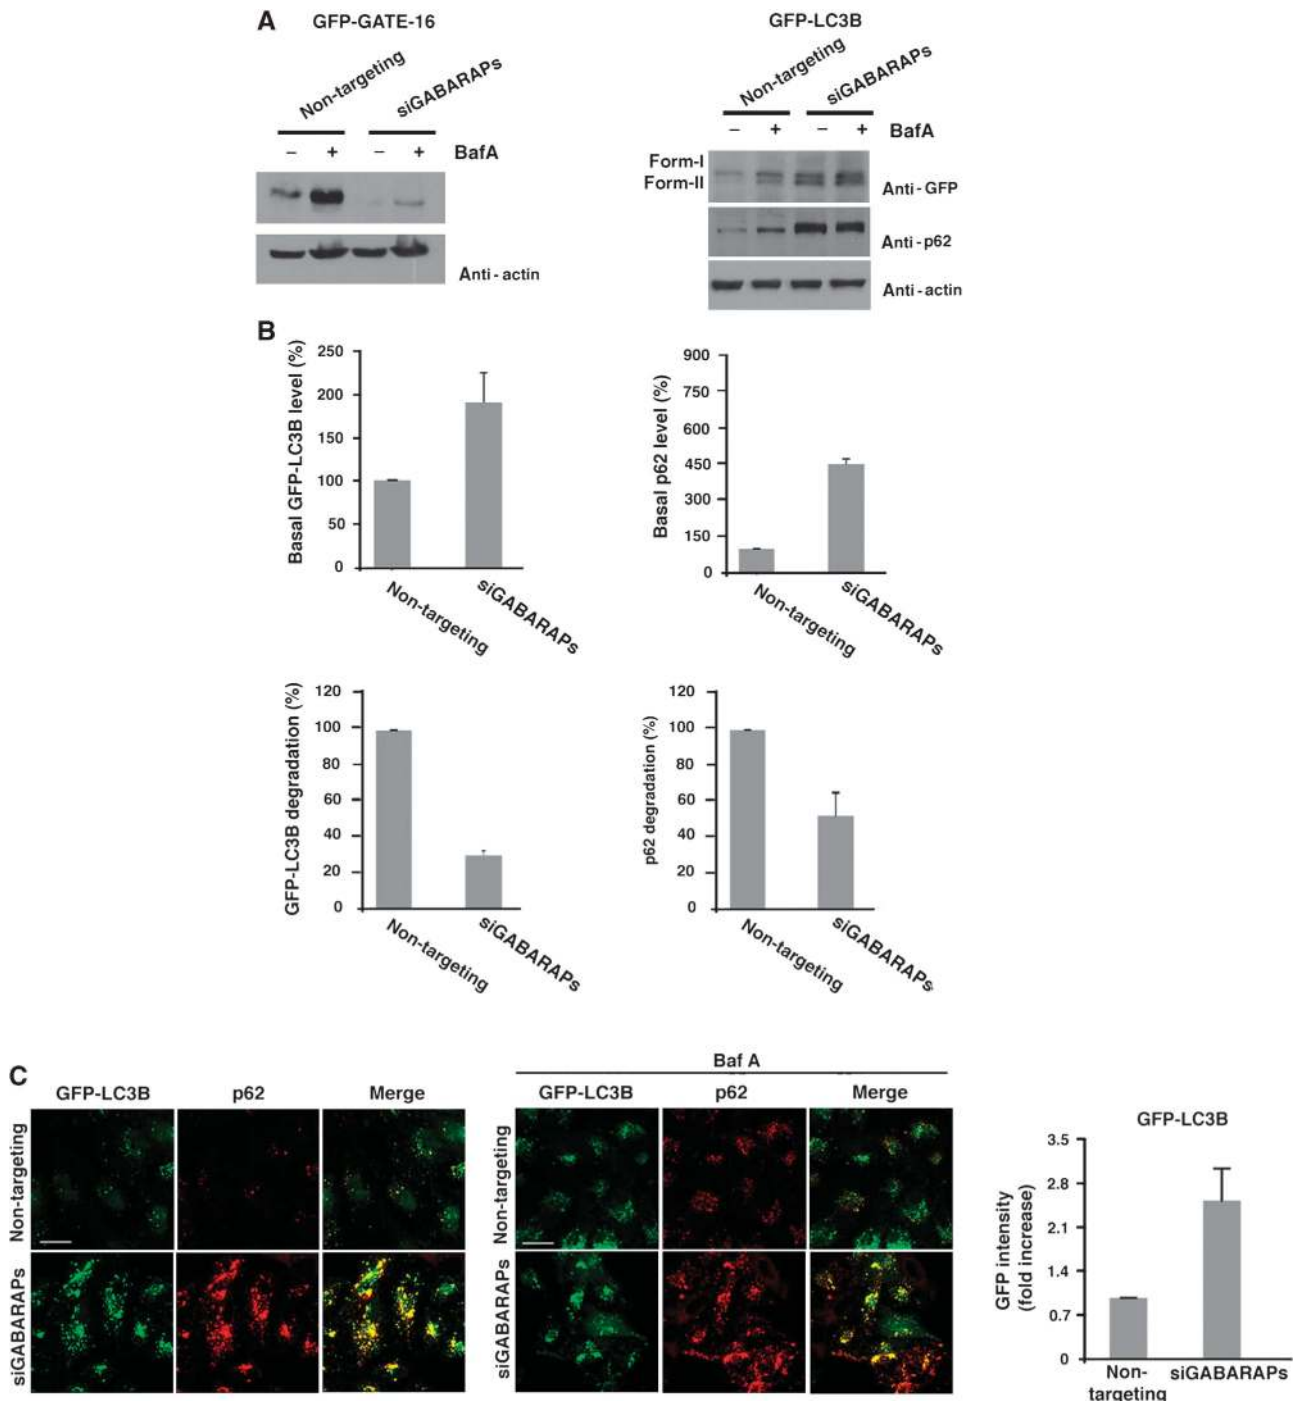 A
GFP-GATE-16
Non-targeting
siGABARAPs
– + – +
BafA
Anti-actin
GFP-LC3B
Non-targeting
siGABARAPs
– + – +
BafA
Form-I
Form-II
Anti-GFP
Anti-p62
Anti-actin
B
Basal GFP-LC3B level (%)
250
200
150
100
50
0
Non-targeting
siGABARAPs
Basal p62 level (%)
900
750
600
450
300
150
0
Non-targeting
siGABARAPs
GFP-LC3B degradation (%)
120
100
80
60
40
20
0
Non-targeting
siGABARAPs
p62 degradation (%)
120
100
80
60
40
20
0
Non-targeting
siGABARAPs
C
GFP-LC3B
p62
Merge
Non-targeting
siGABARAPs
Baf A
GFP-LC3B
p62
Merge
Non-targeting
siGABARAPs
GFP-LC3B
GFP intensity
(fold increase)
3.5
2.8
2.1
1.4
0.7
0
Non-
targeting
siGABARAPs